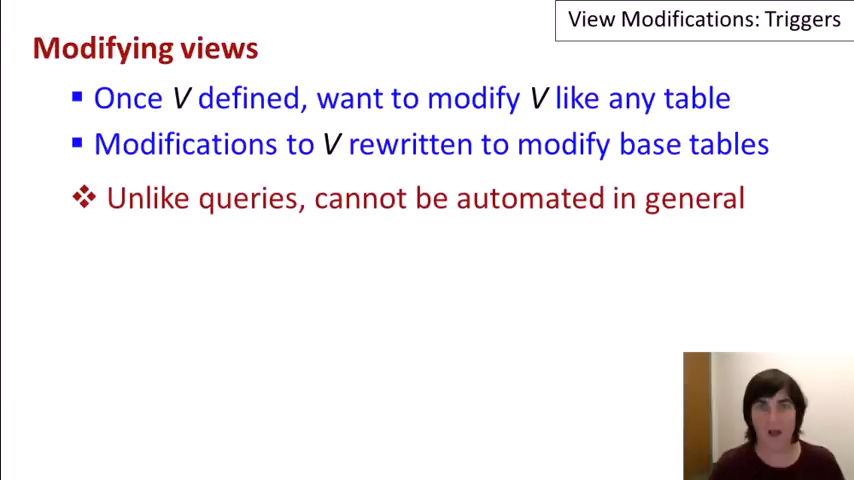 View Modifications: Triggers
Modifying views
▪ Once V defined, want to modify V like any table
▪ Modifications to V rewritten to modify base tables
❖ Unlike queries, cannot be automated in general